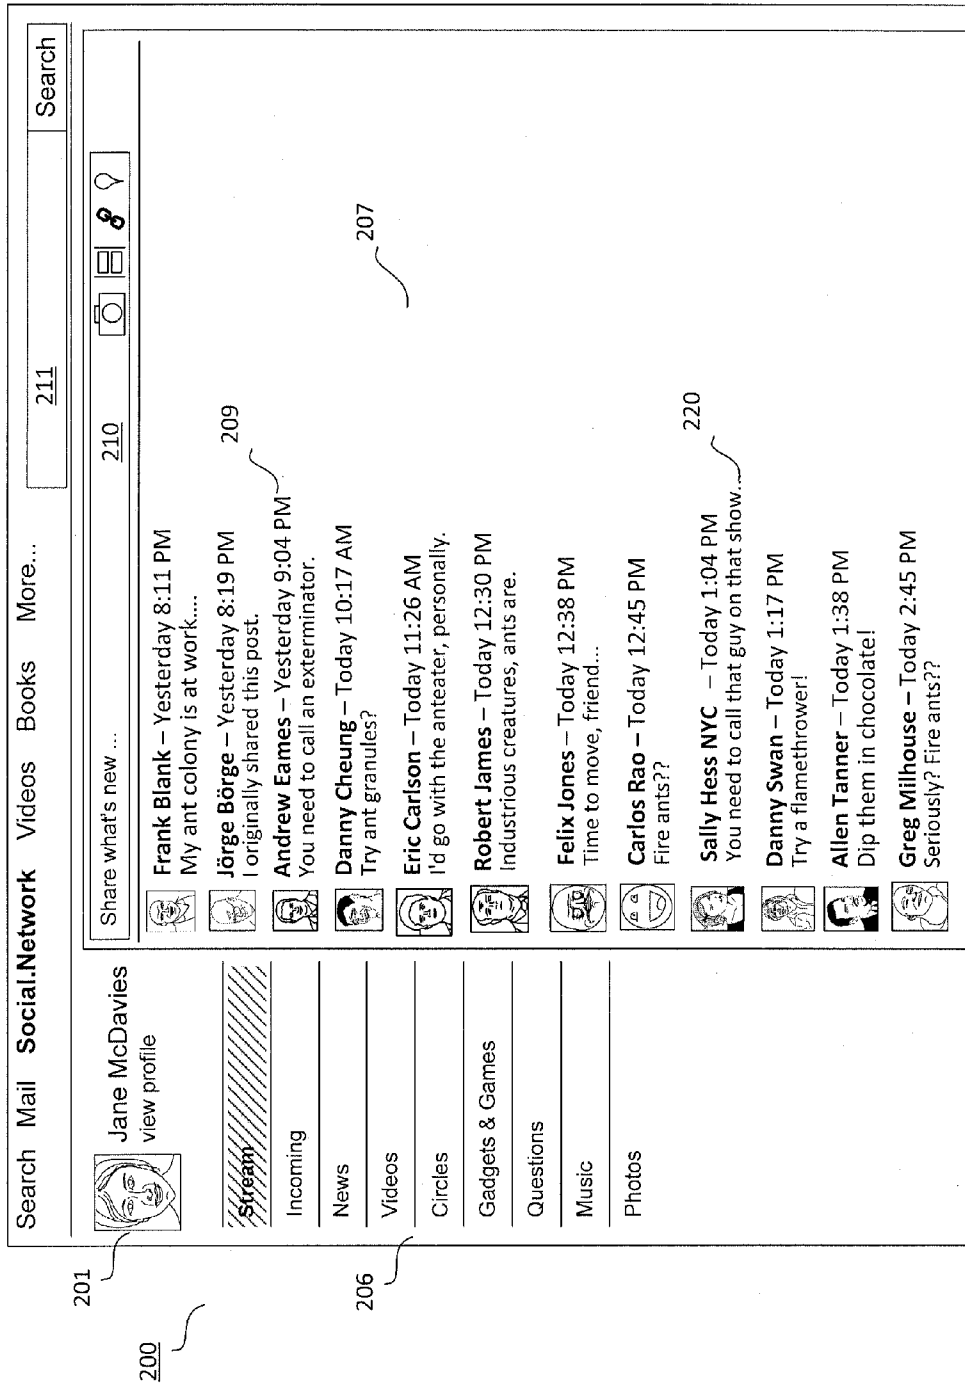 Search Mail Social.Network Videos Books More...
211 Search
201
Jane McDavies
view profile
200
206
Stream
Incoming
News
Videos
Circles
Gadgets & Games
Questions
Music
Photos
Share what's new ... 210
Frank Blank – Yesterday 8:11 PM
My ant colony is at work....
Jörge Börge – Yesterday 8:19 PM
I originally shared this post.
209
Andrew Eames – Yesterday 9:04 PM
You need to call an exterminator.
Danny Cheung – Today 10:17 AM
Try ant granules?
207
Eric Carlson – Today 11:26 AM
I'd go with the anteater, personally.
Robert James – Today 12:30 PM
Industrious creatures, ants are.
Felix Jones – Today 12:38 PM
Time to move, friend...
Carlos Rao – Today 12:45 PM
Fire ants??
220
Sally Hess NYC – Today 1:04 PM
You need to call that guy on that show...
Danny Swan – Today 1:17 PM
Try a flamethrower!
Allen Tanner – Today 1:38 PM
Dip them in chocolate!
Greg Milhouse – Today 2:45 PM
Seriously? Fire ants??